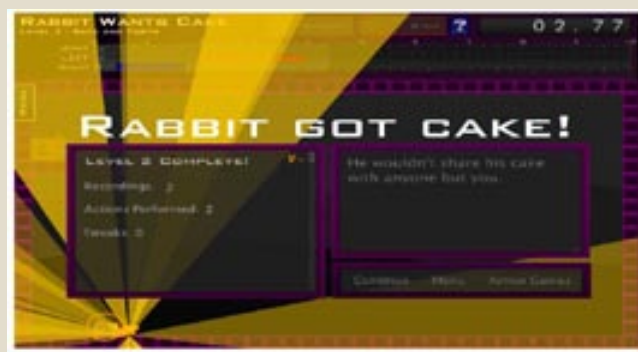 RABBIT WANTS CAKE
02.77
RABBIT GOT CAKE!
LEVEL 2 COMPLETE!
He wouldn't share his cake
with anyone but you.
Recordings: 2
Actions Performed: 2
Tweaks: 0
Continue Menu Armor Games